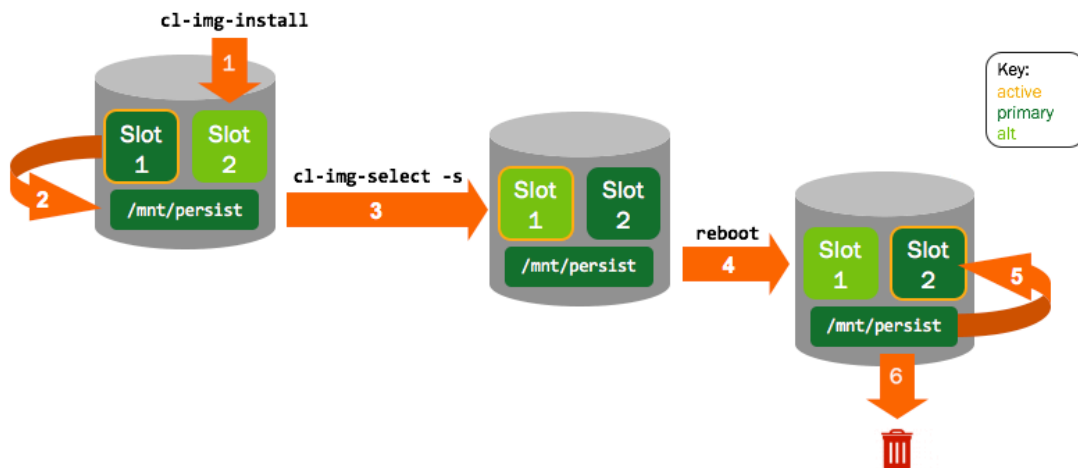 cl-img-install
1
Slot
1
Slot
2
/mnt/persist
2
cl-img-select -s
3
Slot
1
Slot
2
/mnt/persist
reboot
4
Slot
1
Slot
2
/mnt/persist
5
6
Key:
active
primary
alt